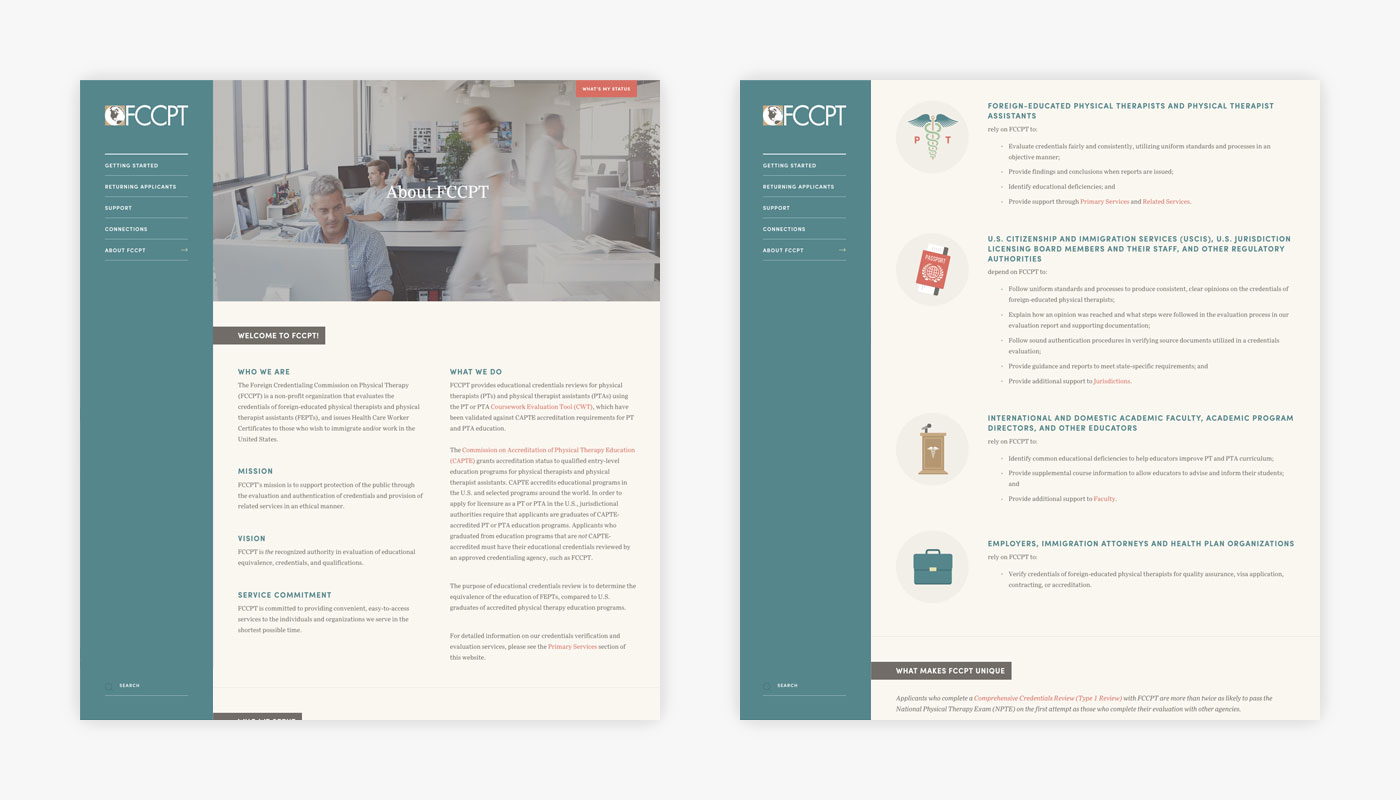 FCCPT
GETTING STARTED
RETURNING APPLICANTS
SUPPORT
CONNECTIONS
ABOUT FCCPT
SEARCH
WHAT'S MY STATUS
About FCCPT
WELCOME TO FCCPT!
WHO WE ARE
The Foreign Credentialing Commission on Physical Therapy
(FCCPT) is a non-profit organization that evaluates the
credentials of foreign-educated physical therapists and physical
therapist assistants (FEPTs), and issues Health Care Worker
Certificates to those who wish to immigrate and/or work in the
United States.
MISSION
FCCPT's mission is to support protection of the public through
the evaluation and authentication of credentials and provision of
related services in an ethical manner.
VISION
FCCPT is the recognized authority in evaluation of educational
equivalence, credentials, and qualifications.
SERVICE COMMITMENT
FCCPT is committed to providing convenient, easy-to-access
services to the individuals and organizations we serve in the
shortest possible time.
WHAT WE DO
FCCPT provides educational credentials reviews for physical
therapists (PTs) and physical therapist assistants (PTAs) using
the PT or PTA Coursework Evaluation Tool (CWT), which have
been validated against CAPTE accreditation requirements for PT
and PTA education.
The Commission on Accreditation of Physical Therapy Education
(CAPTE) grants accreditation status to qualified entry-level
education programs for physical therapists and physical
therapist assistants. CAPTE accredits educational programs in
the U.S. and selected programs around the world. In order to
apply for licensure as a PT or PTA in the U.S., jurisdictional
authorities require that applicants are graduates of CAPTE-
accredited PT or PTA education programs. Applicants who
graduated from education programs that are not CAPTE-
accredited must have their educational credentials reviewed by
an approved credentialing agency, such as FCCPT.
The purpose of educational credentials review is to determine the
equivalence of the education of FEPTs, compared to U.S.
graduates of accredited physical therapy education programs.
For detailed information on our credentials verification and
evaluation services, please see the Primary Services section of
this website.
FCCPT
GETTING STARTED
RETURNING APPLICANTS
SUPPORT
CONNECTIONS
ABOUT FCCPT
SEARCH
P T
FOREIGN-EDUCATED PHYSICAL THERAPISTS AND PHYSICAL THERAPIST
ASSISTANTS
rely on FCCPT to:
Evaluate credentials fairly and consistently, utilizing uniform standards and processes in an
objective manner;
Provide findings and conclusions when reports are issued;
Identify educational deficiencies; and
Provide support through Primary Services and Related Services.
PASSPORT
U.S. CITIZENSHIP AND IMMIGRATION SERVICES (USCIS), U.S. JURISDICTION
LICENSING BOARD MEMBERS AND THEIR STAFF, AND OTHER REGULATORY
AUTHORITIES
depend on FCCPT to:
Follow uniform standards and processes to produce consistent, clear opinions on the credentials of
foreign-educated physical therapists;
Explain how an opinion was reached and what steps were followed in the evaluation process in our
evaluation report and supporting documentation;
Follow sound authentication procedures in verifying source documents utilized in a credentials
evaluation;
Provide guidance and reports to meet state-specific requirements; and
Provide additional support to Jurisdictions.
INTERNATIONAL AND DOMESTIC ACADEMIC FACULTY, ACADEMIC PROGRAM
DIRECTORS, AND OTHER EDUCATORS
rely on FCCPT to:
Identify common educational deficiencies to help educators improve PT and PTA curriculum;
Provide supplemental course information to allow educators to advise and inform their students;
and
Provide additional support to Faculty.
EMPLOYERS, IMMIGRATION ATTORNEYS AND HEALTH PLAN ORGANIZATIONS
rely on FCCPT to:
Verify credentials of foreign-educated physical therapists for quality assurance, visa application,
contracting, or accreditation.
WHAT MAKES FCCPT UNIQUE
Applicants who complete a Comprehensive Credentials Review (Type 1 Review) with FCCPT are more than twice as likely to pass the
National Physical Therapy Exam (NPTE) on the first attempt as those who complete their evaluation with other agencies.